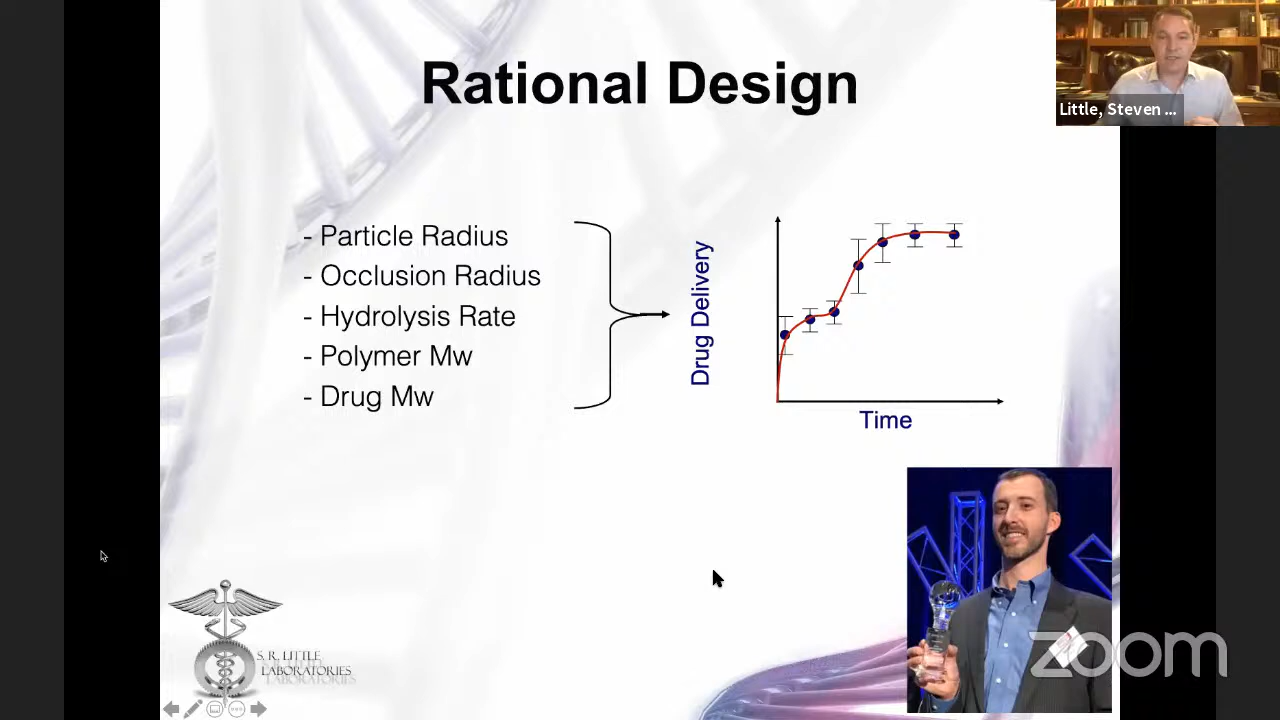 Rational Design
Little, Steven ...
- Particle Radius
- Occlusion Radius
- Hydrolysis Rate
- Polymer Mw
- Drug Mw
Drug Delivery
Time
S. R. LITTLE
LABORATORIES
zoom